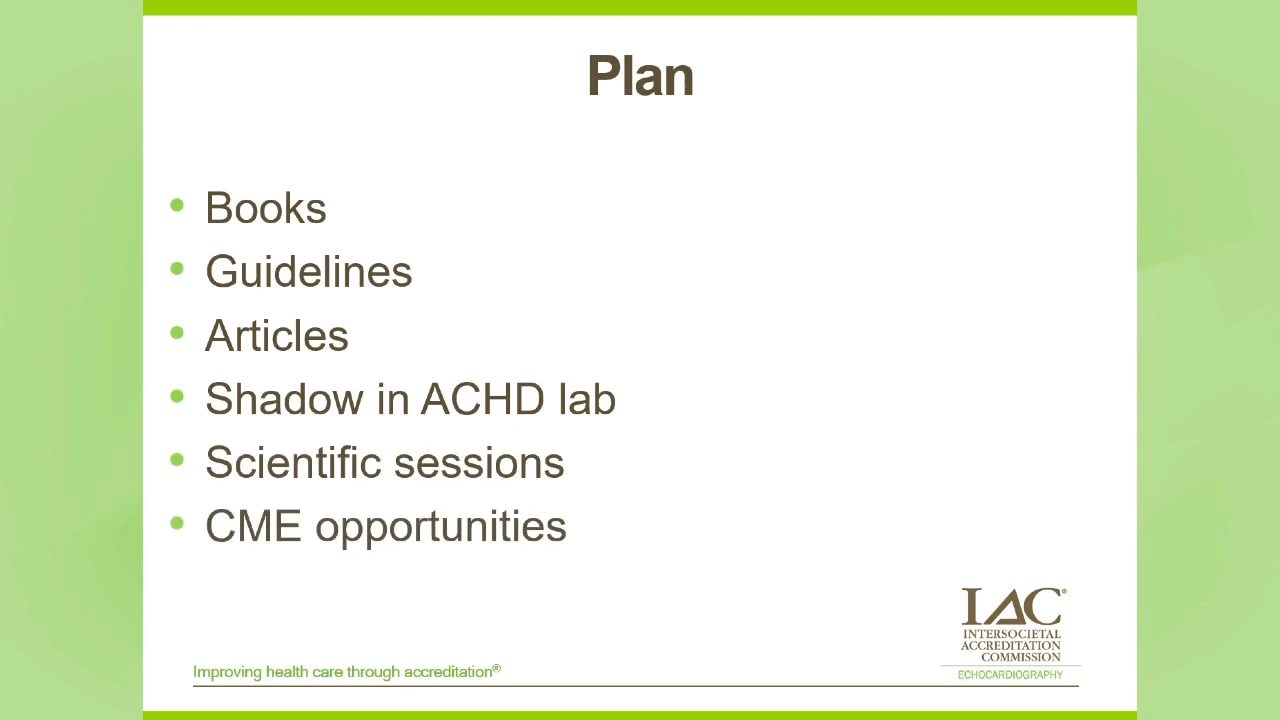 Plan
• Books
• Guidelines
• Articles
• Shadow in ACHD lab
• Scientific sessions
• CME opportunities
IAC®
INTERSOCIETAL
ACCREDITATION
COMMISSION
ECHOCARDIOGRAPHY
Improving health care through accreditation®